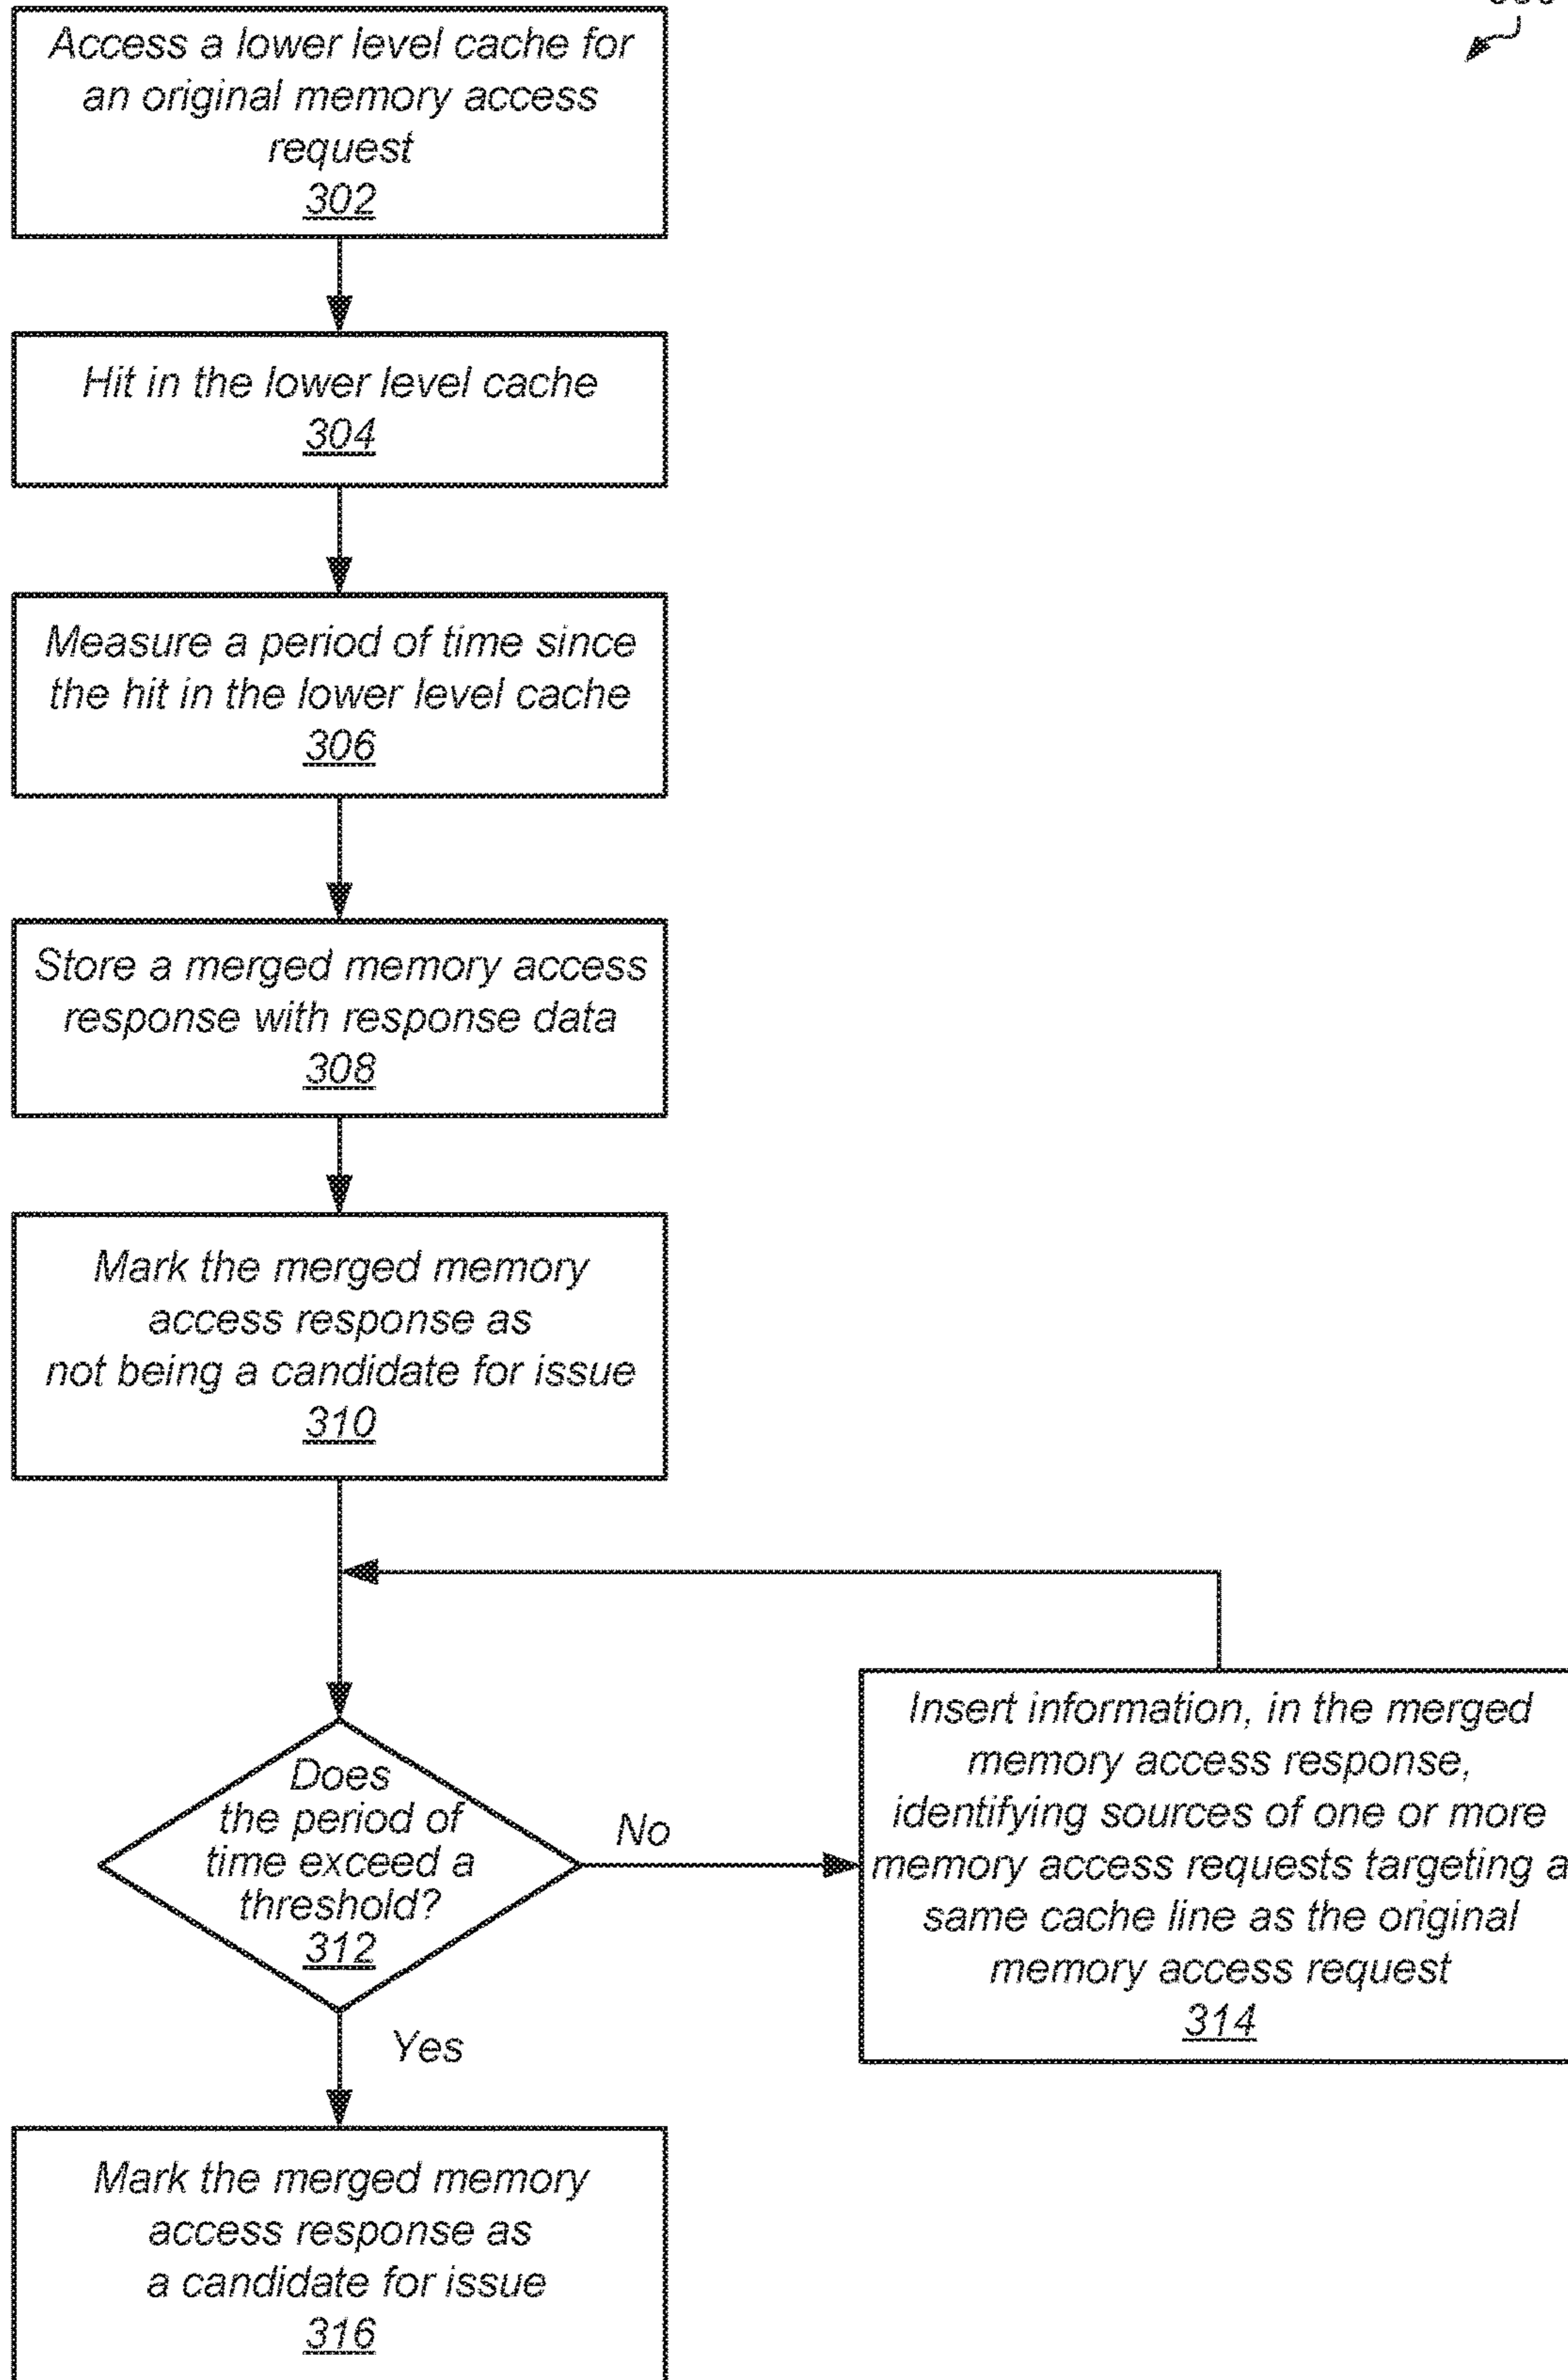 Access a lower level cache for
an original memory access
request
302
Hit in the lower level cache
304
Measure a period of time since
the hit in the lower level cache
306
Store a merged memory access
response with response data
308
Mark the merged memory
access response as
not being a candidate for issue
310
Does
the period of
time exceed a
threshold?
312
No
Insert information, in the merged
memory access response,
identifying sources of one or more
memory access requests targeting a
same cache line as the original
memory access request
314
Yes
Mark the merged memory
access response as
a candidate for issue
316